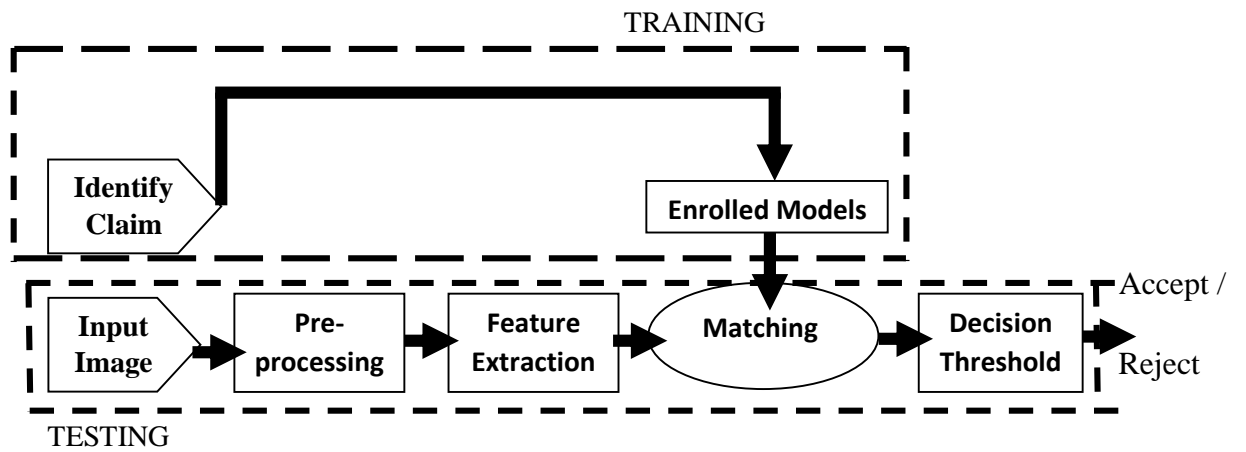 TRAINING
Identify
Claim
Enrolled Models
Input
Image
Pre-
processing
Feature
Extraction
Matching
Decision
Threshold
Accept /
Reject
TESTING